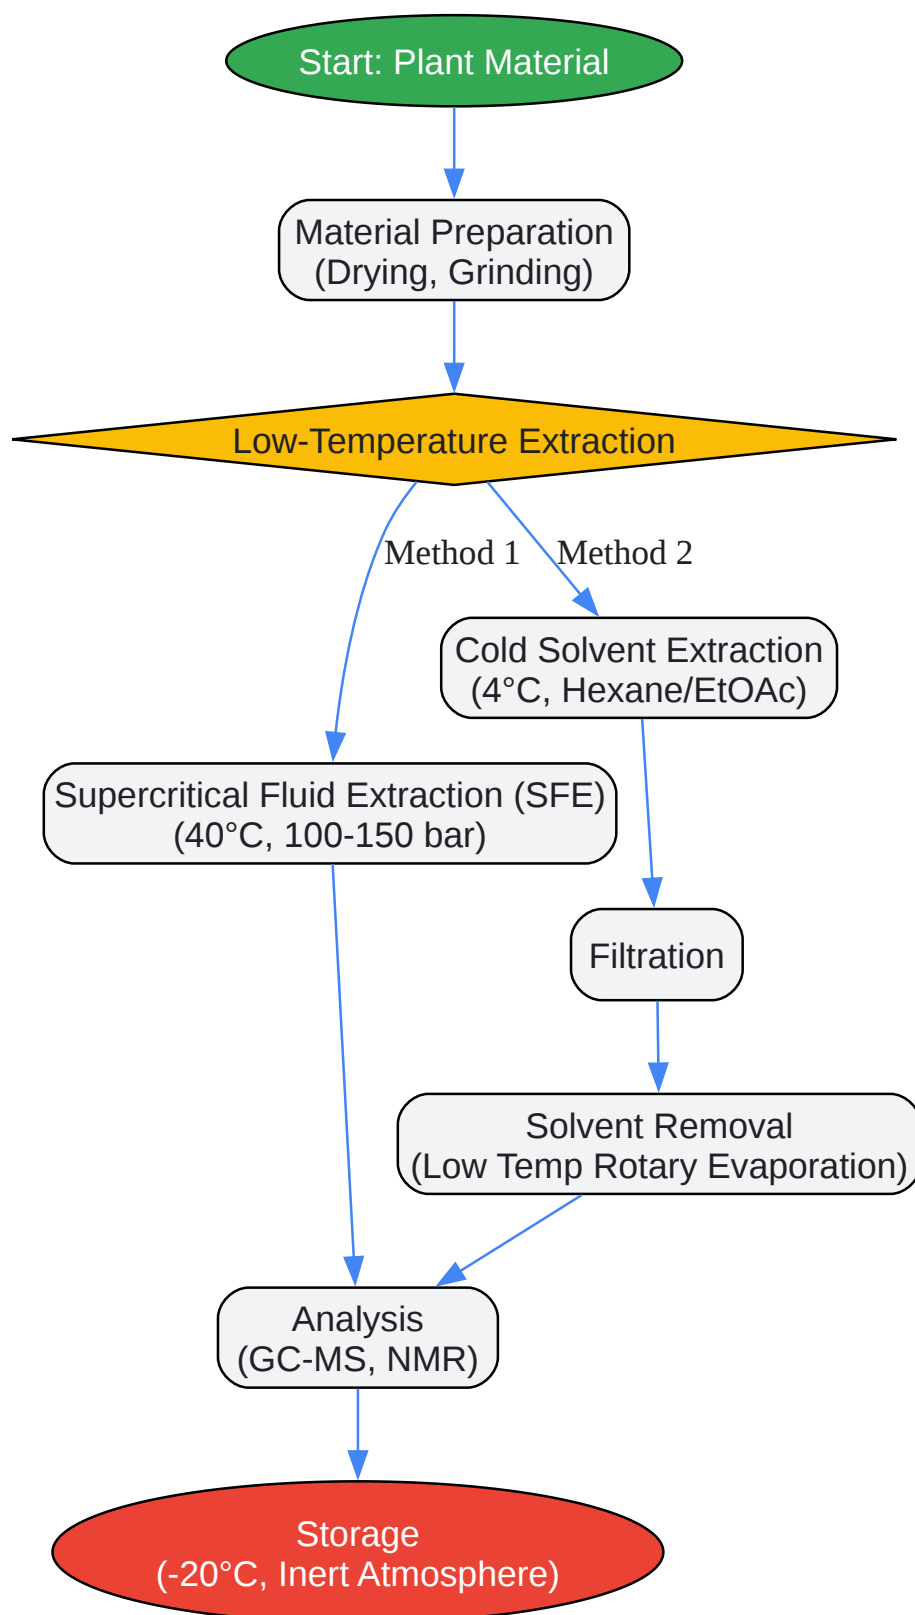 Start: Plant Material
Material Preparation
(Drying, Grinding)
Low-Temperature Extraction
Method 1
Method 2
Cold Solvent Extraction
(4°C, Hexane/EtOAc)
Supercritical Fluid Extraction (SFE)
(40°C, 100-150 bar)
Filtration
Solvent Removal
(Low Temp Rotary Evaporation)
Analysis
(GC-MS, NMR)
Storage
(-20°C, Inert Atmosphere)